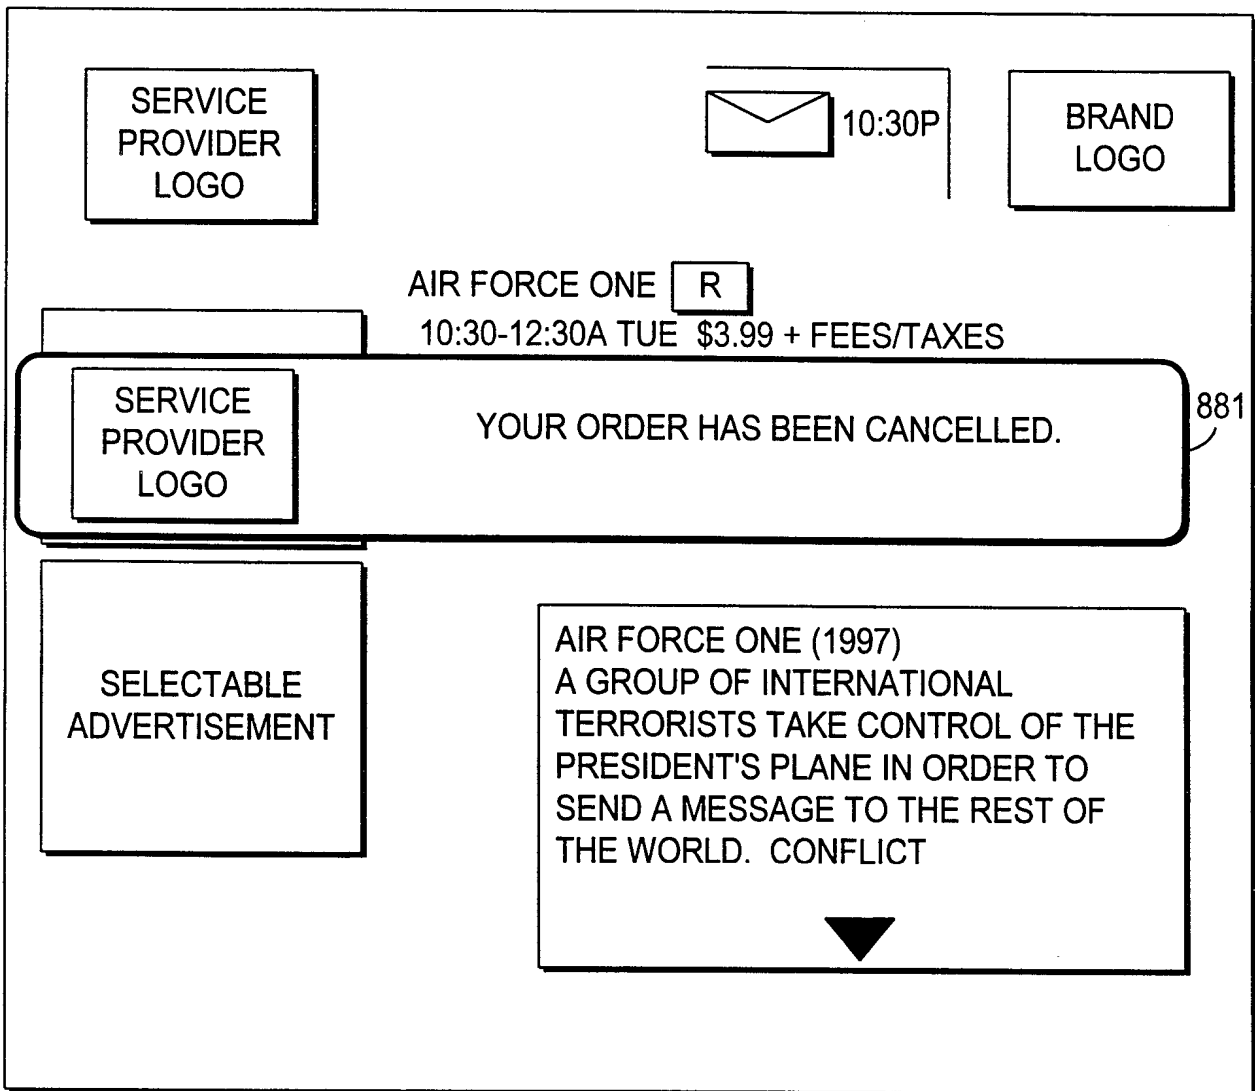 SERVICE
PROVIDER
LOGO
10:30P
BRAND
LOGO
AIR FORCE ONE R
10:30-12:30A TUE $3.99 + FEES/TAXES
SERVICE
PROVIDER
LOGO
YOUR ORDER HAS BEEN CANCELLED.
881
SELECTABLE
ADVERTISEMENT
AIR FORCE ONE (1997)
A GROUP OF INTERNATIONAL
TERRORISTS TAKE CONTROL OF THE
PRESIDENT'S PLANE IN ORDER TO
SEND A MESSAGE TO THE REST OF
THE WORLD. CONFLICT